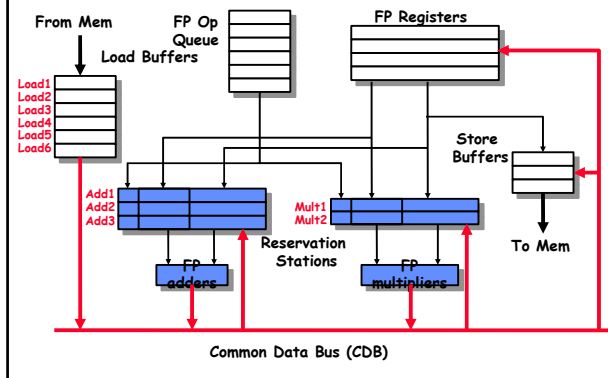 From Mem
FP Op
Queue
FP Registers
Load Buffers
Load1
Load2
Load3
Load4
Load5
Load6
Store
Buffers
Add1
Add2
Add3
Mult1
Mult2
Reservation
Stations
To Mem
FP
adders
FP
multipliers
Common Data Bus (CDB)